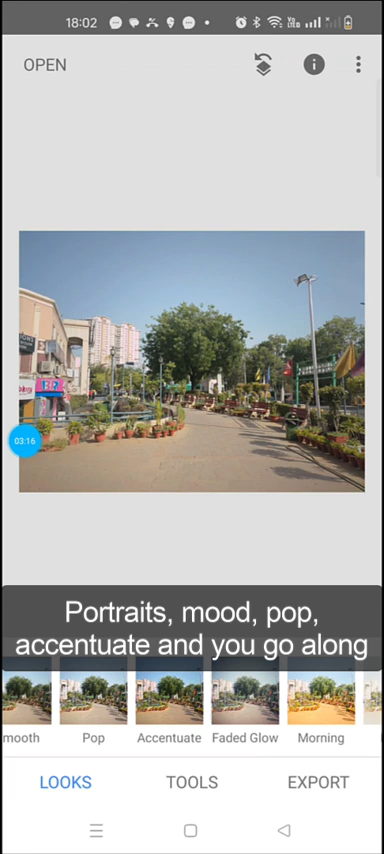 18:02
OPEN
03:16
Portraits, mood, pop,
accentuate and you go along
mooth Pop Accentuate Faded Glow Morning
LOOKS TOOLS EXPORT